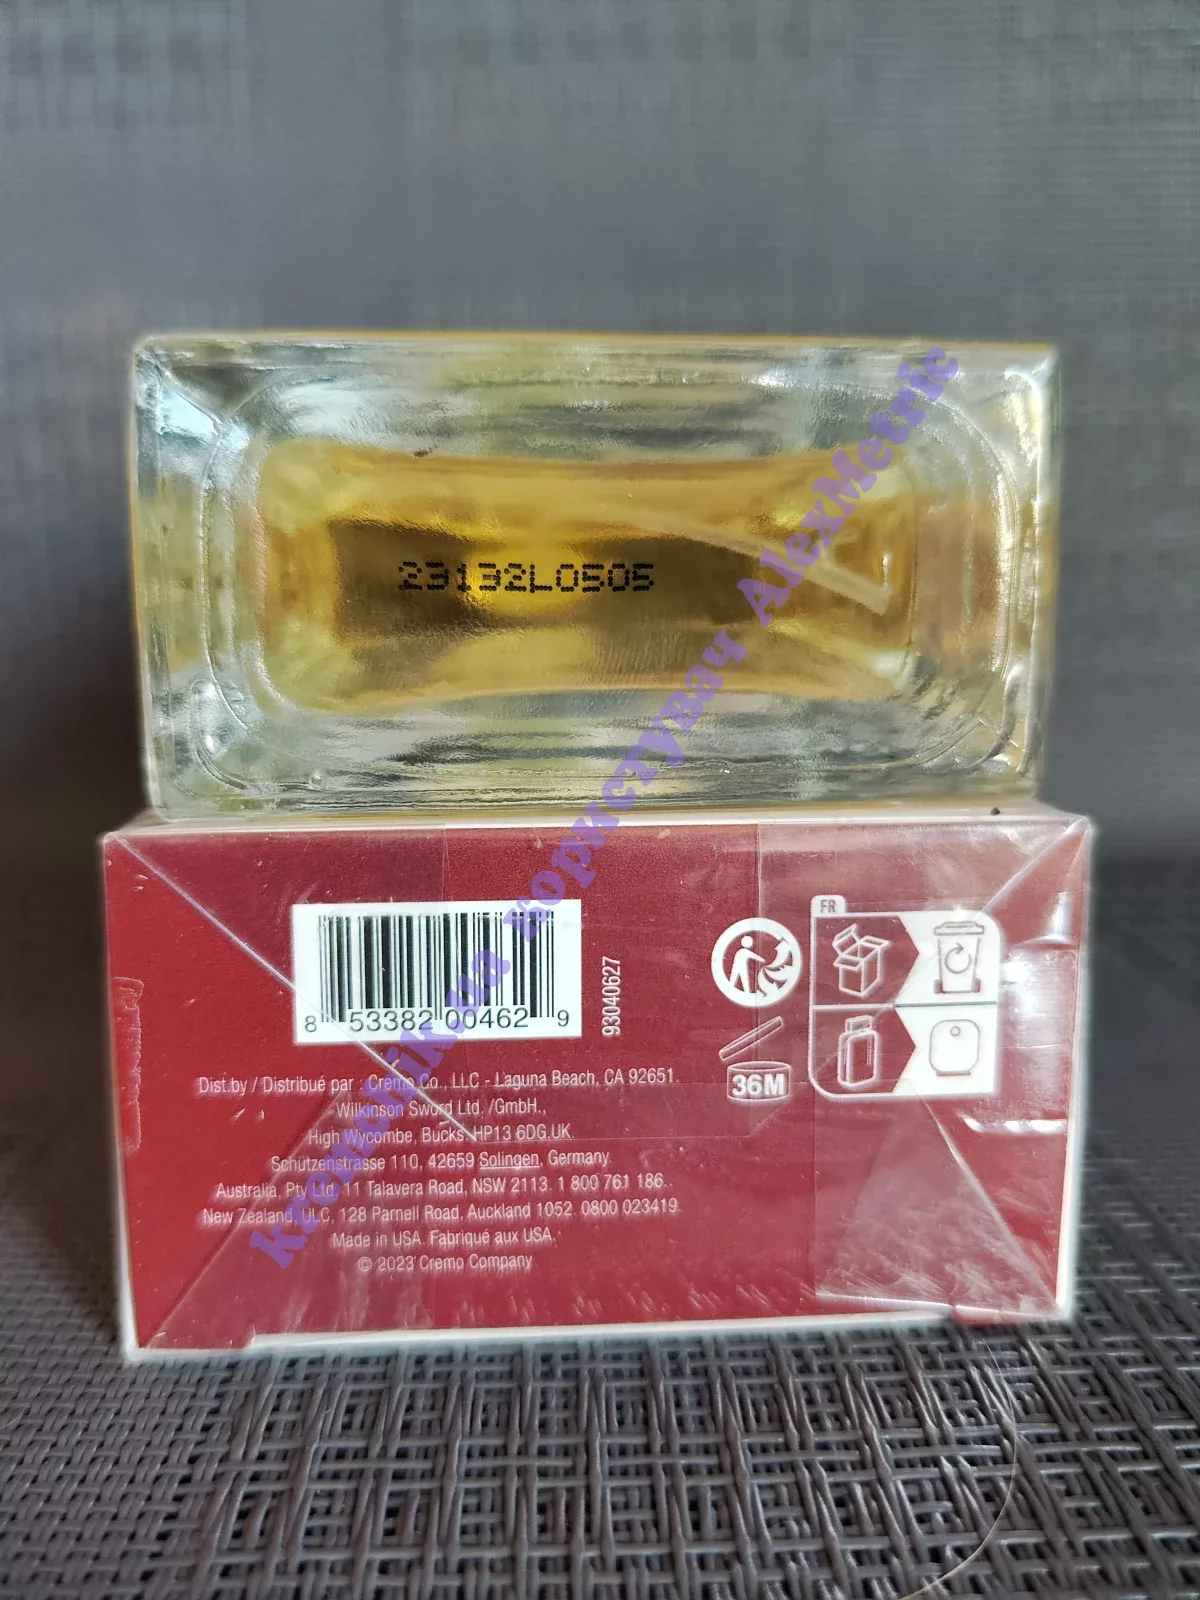 23132L0505
FR
8 53382 00462 9
93040627
36M
Dist.by / Distribué par : Cremo Co., LLC - Laguna Beach, CA 92651.
Wilkinson Sword Ltd. /GmbH.,
High Wycombe, Bucks. HP13 6DG.UK.
Schützenstrasse 110, 42659 Solingen, Germany.
Australia, Pty Ltd. 11 Talavera Road, NSW 2113. 1 800 761 186.
New Zealand, ULC, 128 Parnell Road, Auckland 1052. 0800 023419.
Made in USA. Fabriqué aux USA.
© 2023 Cremo Company
kremchik.ua користувач AlexMetric